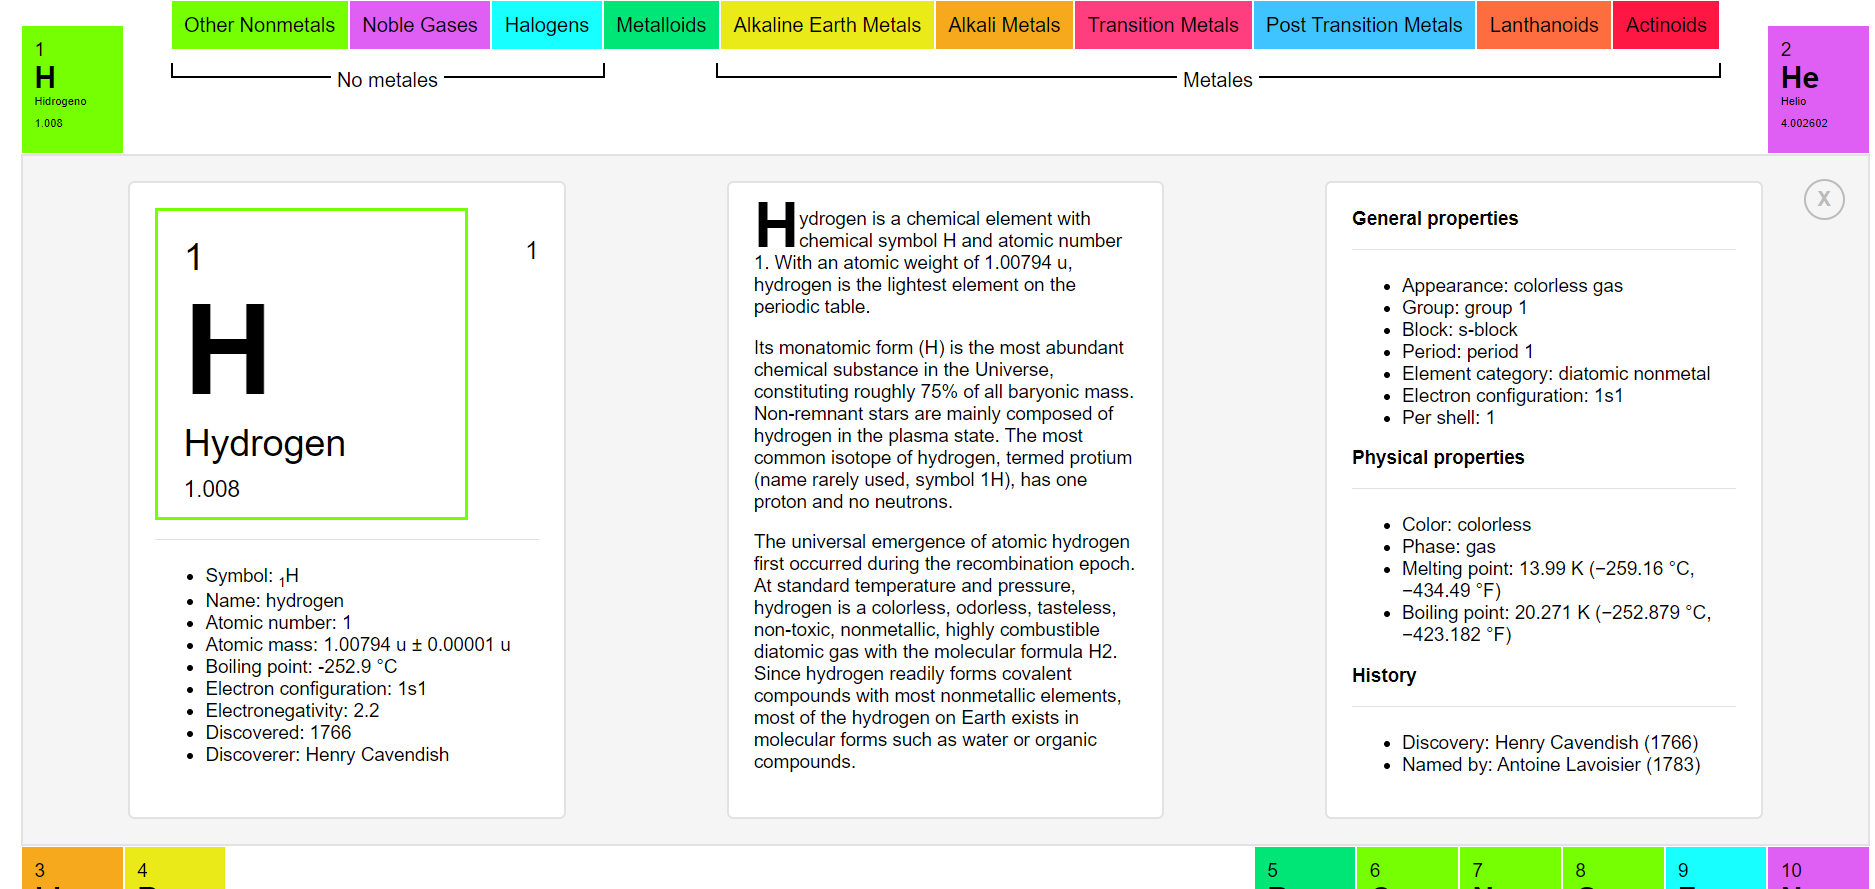 Other Nonmetals Noble Gases Halogens Metalloids Alkaline Earth Metals Alkali Metals Transition Metals Post Transition Metals Lanthanoids Actinoids
No metales Metales
1
H
Hidrogeno
1.008
2
He
Helio
4.002602
X
1
1
H
Hydrogen
1.008
Symbol: ₁H
Name: hydrogen
Atomic number: 1
Atomic mass: 1.00794 u ± 0.00001 u
Boiling point: -252.9 °C
Electron configuration: 1s1
Electronegativity: 2.2
Discovered: 1766
Discoverer: Henry Cavendish
Hydrogen is a chemical element with
chemical symbol H and atomic number
1. With an atomic weight of 1.00794 u,
hydrogen is the lightest element on the
periodic table.
Its monatomic form (H) is the most abundant
chemical substance in the Universe,
constituting roughly 75% of all baryonic mass.
Non-remnant stars are mainly composed of
hydrogen in the plasma state. The most
common isotope of hydrogen, termed protium
(name rarely used, symbol 1H), has one
proton and no neutrons.
The universal emergence of atomic hydrogen
first occurred during the recombination epoch.
At standard temperature and pressure,
hydrogen is a colorless, odorless, tasteless,
non-toxic, nonmetallic, highly combustible
diatomic gas with the molecular formula H2.
Since hydrogen readily forms covalent
compounds with most nonmetallic elements,
most of the hydrogen on Earth exists in
molecular forms such as water or organic
compounds.
General properties
Appearance: colorless gas
Group: group 1
Block: s-block
Period: period 1
Element category: diatomic nonmetal
Electron configuration: 1s1
Per shell: 1
Physical properties
Color: colorless
Phase: gas
Melting point: 13.99 K (−259.16 °C,
−434.49 °F)
Boiling point: 20.271 K (−252.879 °C,
−423.182 °F)
History
Discovery: Henry Cavendish (1766)
Named by: Antoine Lavoisier (1783)
3 4 5 6 7 8 9 10